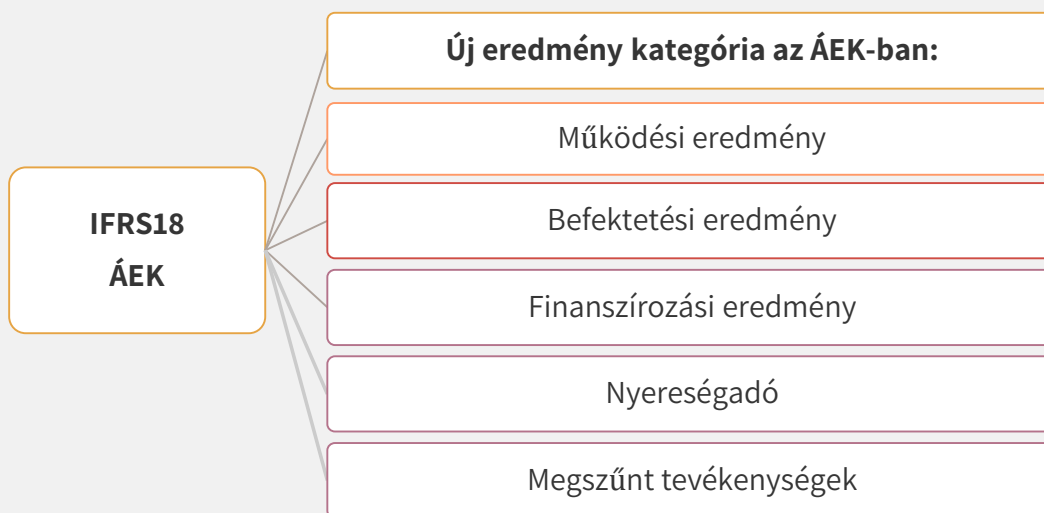 Új eredmény kategória az ÁEK-ban:
Működési eredmény
IFRS18
ÁEK
Befektetési eredmény
Finanszírozási eredmény
Nyereségadó
Megszűnt tevékenységek